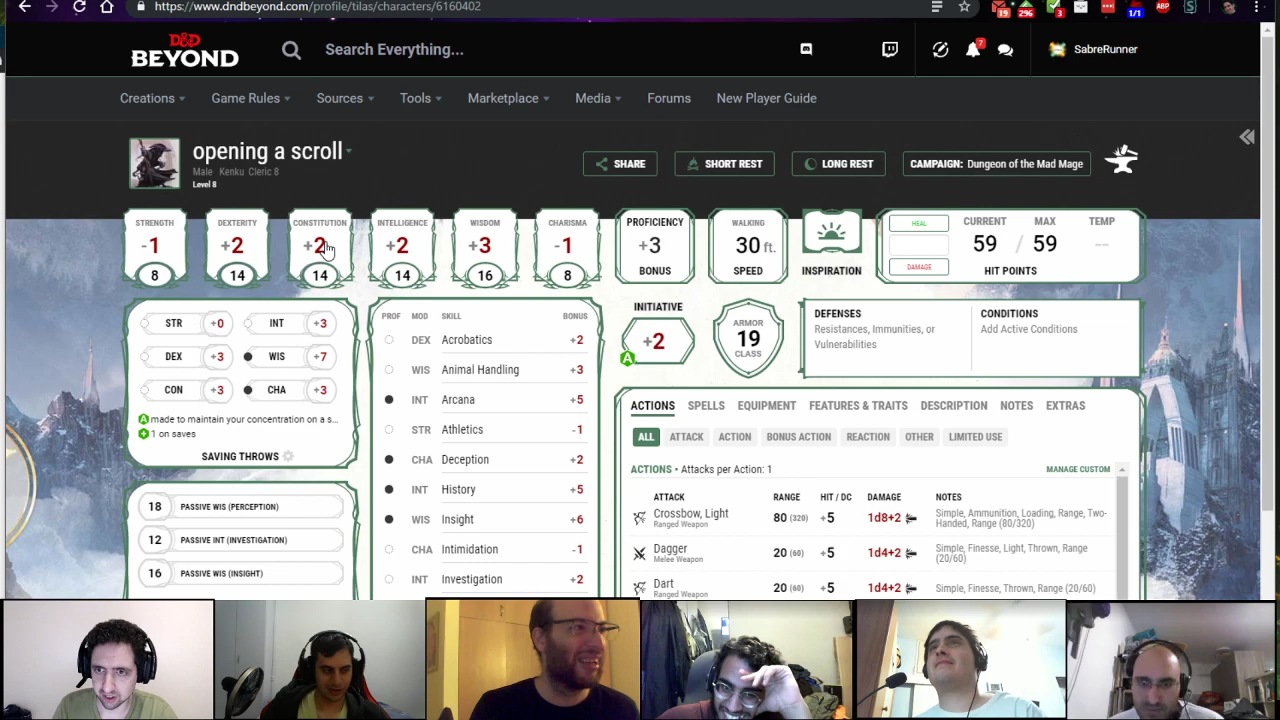 https://www.dndbeyond.com/profile/tilas/characters/6160402
19 296 3 1/1 ABP
D&D BEYOND Search Everything... 7 SabreRunner
Creations Game Rules Sources Tools Marketplace Media Forums New Player Guide
opening a scroll
Male Kenku Cleric 8
Level 8
SHARE SHORT REST LONG REST CAMPAIGN: Dungeon of the Mad Mage
STRENGTH DEXTERITY CONSTITUTION INTELLIGENCE WISDOM CHARISMA
-1 +2 +2 +2 +3 -1
8 14 14 14 16 8
PROFICIENCY
+3
BONUS
WALKING
30 ft.
SPEED
INSPIRATION
HEAL
DAMAGE
CURRENT MAX TEMP
59 / 59 --
HIT POINTS
STR +0 INT +3
DEX +3 WIS +7
CON +3 CHA +3
A made to maintain your concentration on a s...
+ 1 on saves
SAVING THROWS
18 PASSIVE WIS (PERCEPTION)
12 PASSIVE INT (INVESTIGATION)
16 PASSIVE WIS (INSIGHT)
PROF MOD SKILL BONUS
DEX Acrobatics +2
WIS Animal Handling +3
INT Arcana +5
STR Athletics -1
CHA Deception +2
INT History +5
WIS Insight +6
CHA Intimidation -1
INT Investigation +2
INITIATIVE
+2
A
ARMOR
19
CLASS
DEFENSES
Resistances, Immunities, or
Vulnerabilities
CONDITIONS
Add Active Conditions
ACTIONS SPELLS EQUIPMENT FEATURES & TRAITS DESCRIPTION NOTES EXTRAS
ALL ATTACK ACTION BONUS ACTION REACTION OTHER LIMITED USE
ACTIONS • Attacks per Action: 1 MANAGE CUSTOM
ATTACK RANGE HIT / DC DAMAGE NOTES
Crossbow, Light 80 (320) +5 1d8+2 Simple, Ammunition, Loading, Range, Two-
Ranged Weapon Handed, Range (80/320)
Dagger 20 (60) +5 1d4+2 Simple, Finesse, Light, Thrown, Range
Melee Weapon (20/60)
Dart 20 (60) +5 1d4+2 Simple, Finesse, Thrown, Range (20/60)
Ranged Weapon